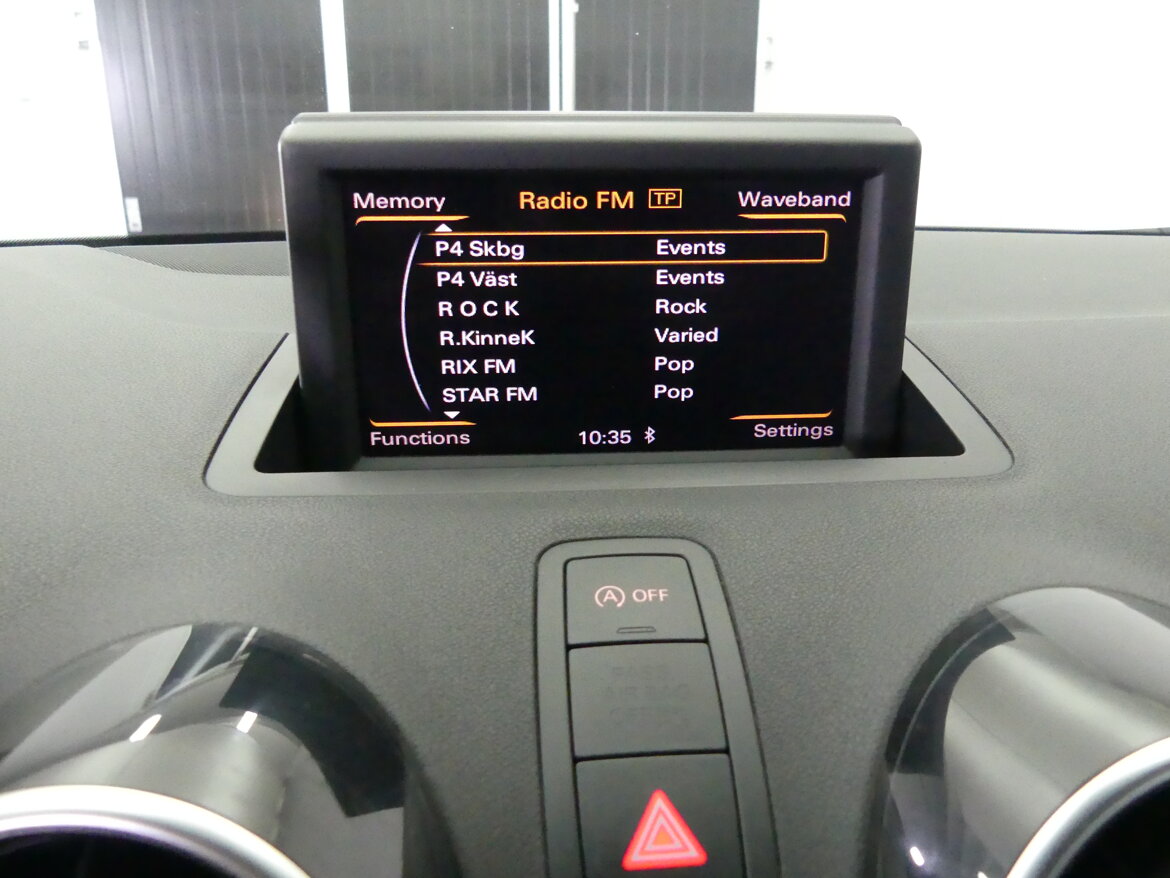 Memory Radio FM TP Waveband
P4 Skbg Events
P4 Väst Events
R O C K Rock
R.KinneK Varied
RIX FM Pop
STAR FM Pop
Functions 10:35 Settings
A OFF